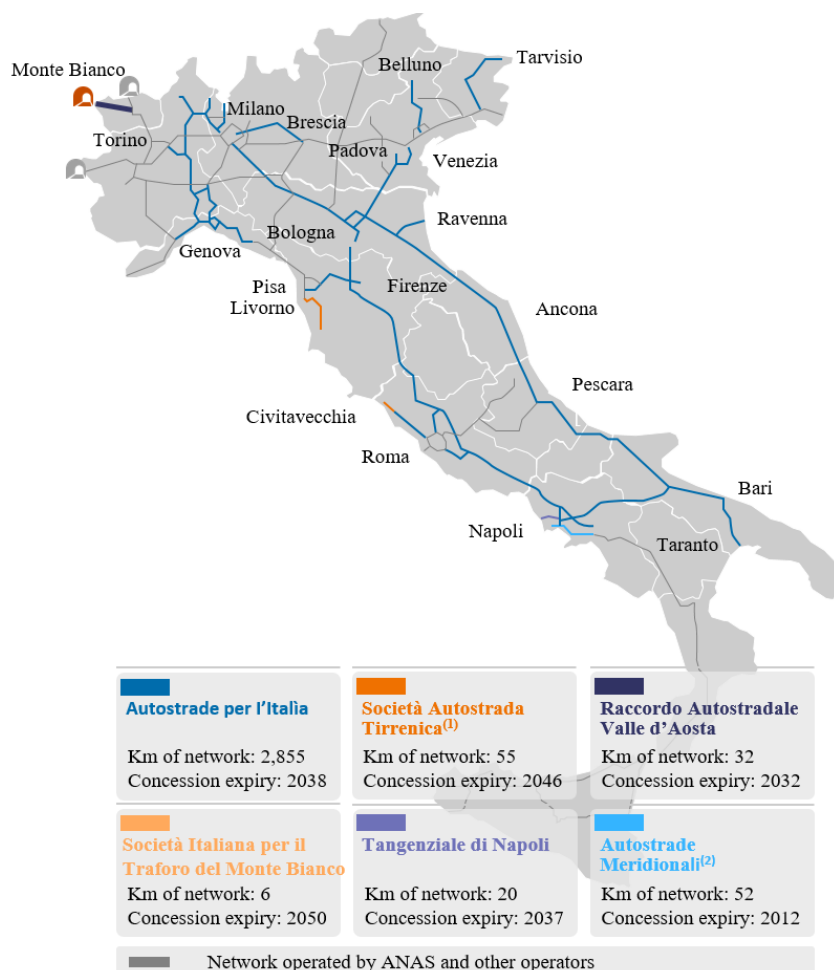 Tarvisio
Belluno
Monte Bianco
Milano
Brescia
Torino
Padova
Venezia
Ravenna
Bologna
Genova
Pisa
Firenze
Livorno
Ancona
Pescara
Civitavecchia
Roma
Bari
Napoli
Taranto
Autostrade per l'Italia
Km of network: 2,855
Concession expiry: 2038
Società Autostrada
Tirrenica(1)
Km of network: 55
Concession expiry: 2046
Raccordo Autostradale
Valle d'Aosta
Km of network: 32
Concession expiry: 2032
Società Italiana per il
Traforo del Monte Bianco
Km of network: 6
Concession expiry: 2050
Tangenziale di Napoli
Km of network: 20
Concession expiry: 2037
Autostrade
Meridionali(2)
Km of network: 52
Concession expiry: 2012
Network operated by ANAS and other operators